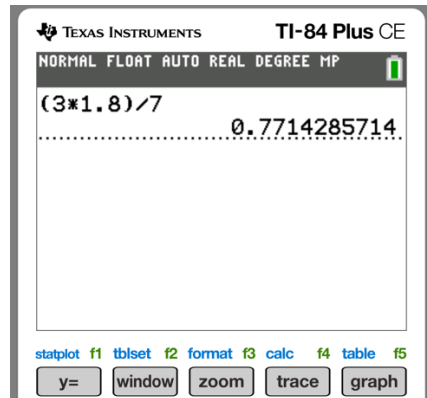 TEXAS INSTRUMENTS TI-84 Plus CE
NORMAL FLOAT AUTO REAL DEGREE MP
(3*1.8)/7
0.7714285714
statplot f1 tblset f2 format f3 calc f4 table f5
y= window zoom trace graph